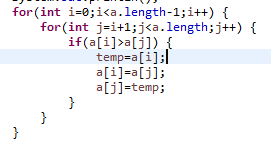 for(int i=0;i<a.length-1;i++) {
for(int j=i+1;j<a.length;j++) {
if(a[i]>a[j]) {
temp=a[i];
a[i]=a[j];
a[j]=temp;
}
}
}